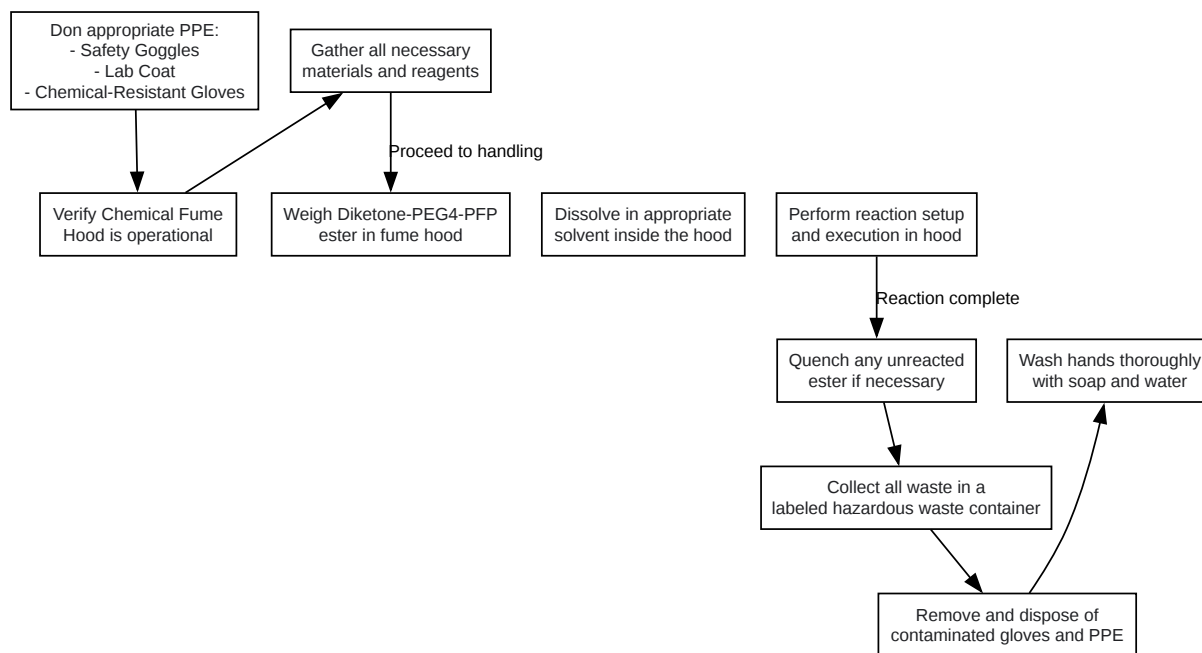 Don appropriate PPE:
- Safety Goggles
- Lab Coat
- Chemical-Resistant Gloves
Gather all necessary
materials and reagents
Proceed to handling
Verify Chemical Fume
Hood is operational
Weigh Diketone-PEG4-PFP
ester in fume hood
Dissolve in appropriate
solvent inside the hood
Perform reaction setup
and execution in hood
Reaction complete
Quench any unreacted
ester if necessary
Wash hands thoroughly
with soap and water
Collect all waste in a
labeled hazardous waste container
Remove and dispose of
contaminated gloves and PPE